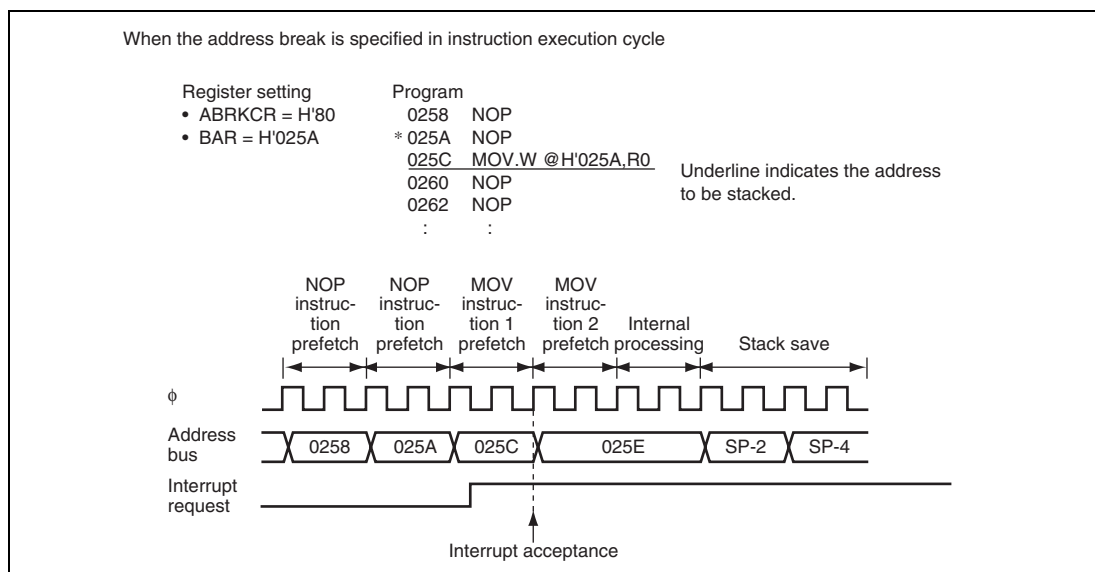 When the address break is specified in instruction execution cycle
Register setting
• ABRKCR = H'80
• BAR = H'025A
Program
0258 NOP
* 025A NOP
025C MOV.W @H'025A,R0
0260 NOP
0262 NOP
: :
Underline indicates the address
to be stacked.
NOP
instruc-
tion
prefetch
NOP
instruc-
tion
prefetch
MOV
instruc-
tion 1
prefetch
MOV
instruc-
tion 2
prefetch
Internal
processing
Stack save
φ
Address
bus
0258 025A 025C 025E SP-2 SP-4
Interrupt
request
Interrupt acceptance